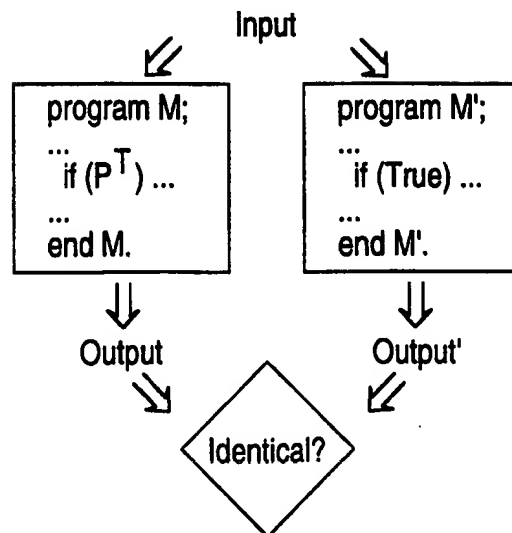 Input
program M;
...
if (P^T) ...
...
end M.
program M';
...
if (True) ...
...
end M'.
Output
Output'
Identical?